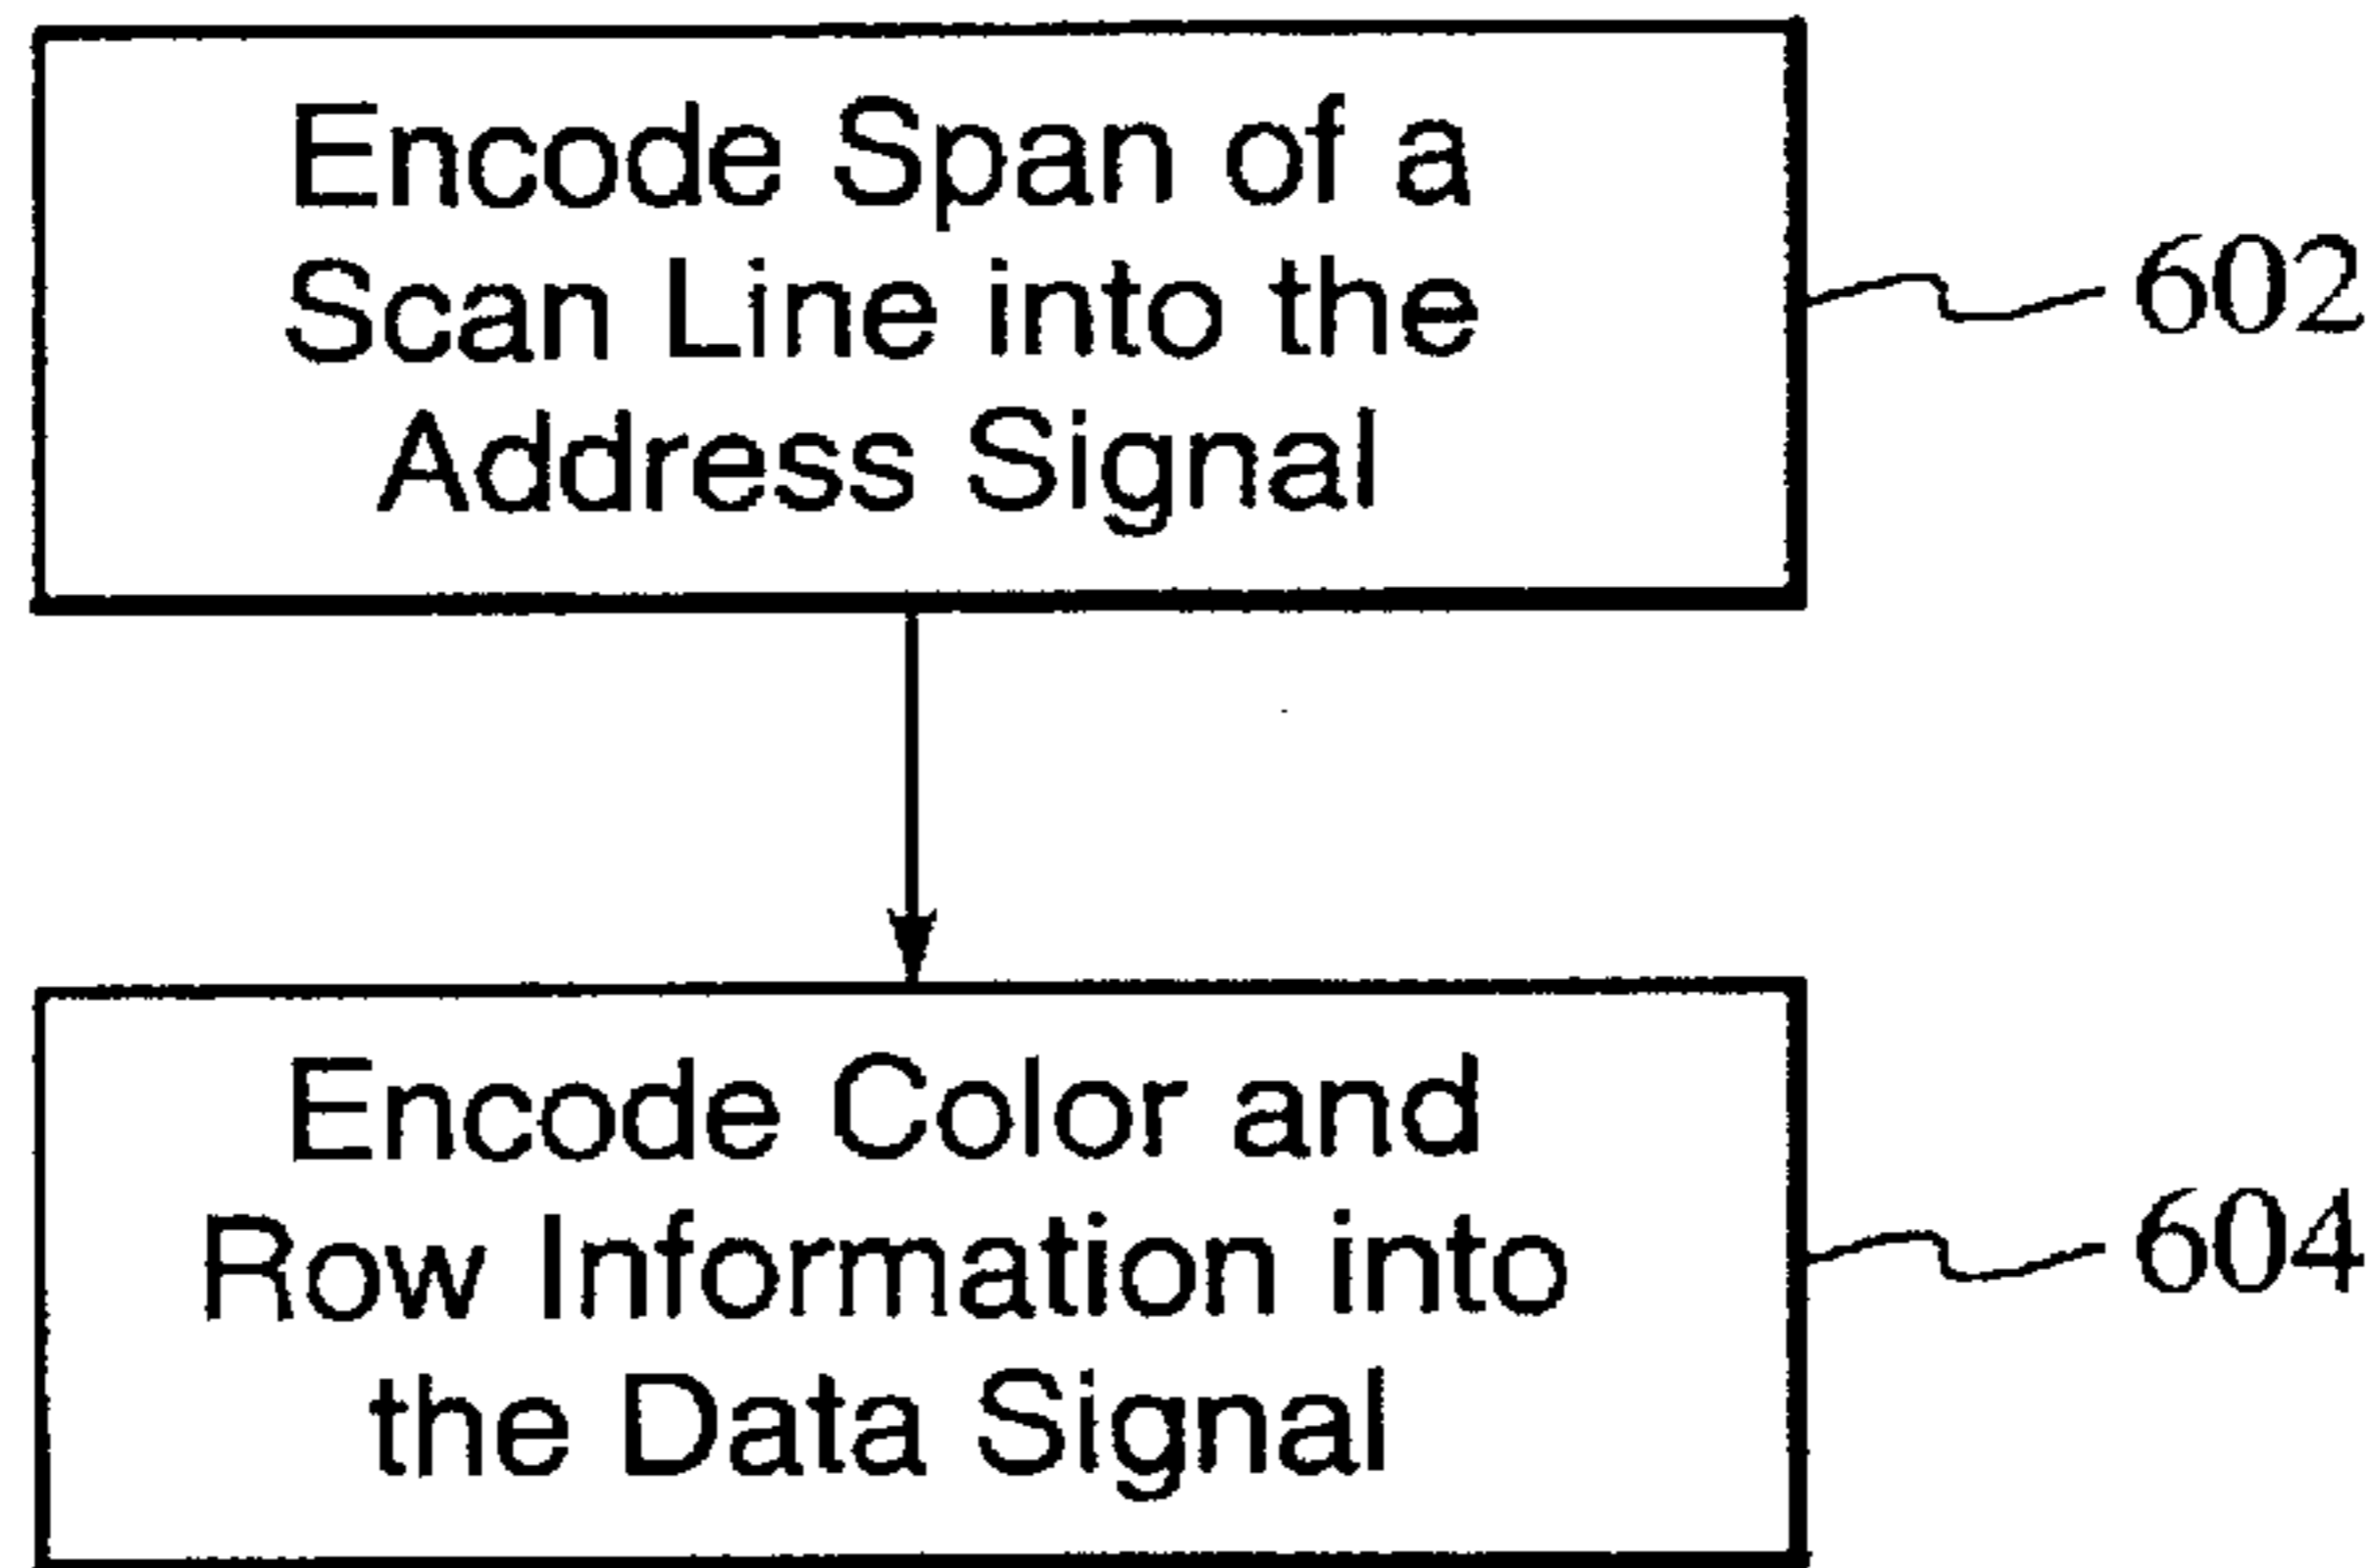 Encode Span of a
Scan Line into the
Address Signal
602
Encode Color and
Row Information into
the Data Signal
604